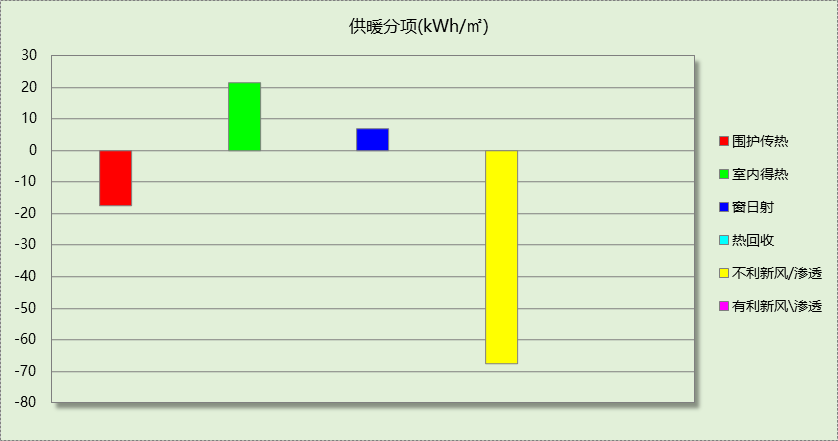 供暖分项(kWh/㎡)
30
20
10
0
-10
-20
-30
-40
-50
-60
-70
-80
围护传热
室内得热
窗日射
热回收
不利新风/渗透
有利新风\渗透